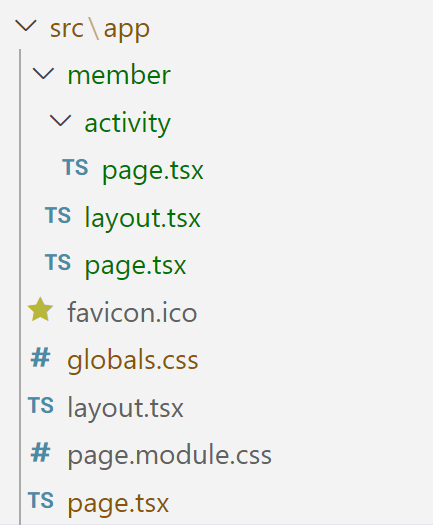 src\app
member
activity
TS page.tsx
TS layout.tsx
TS page.tsx
favicon.ico
# globals.css
TS layout.tsx
# page.module.css
TS page.tsx